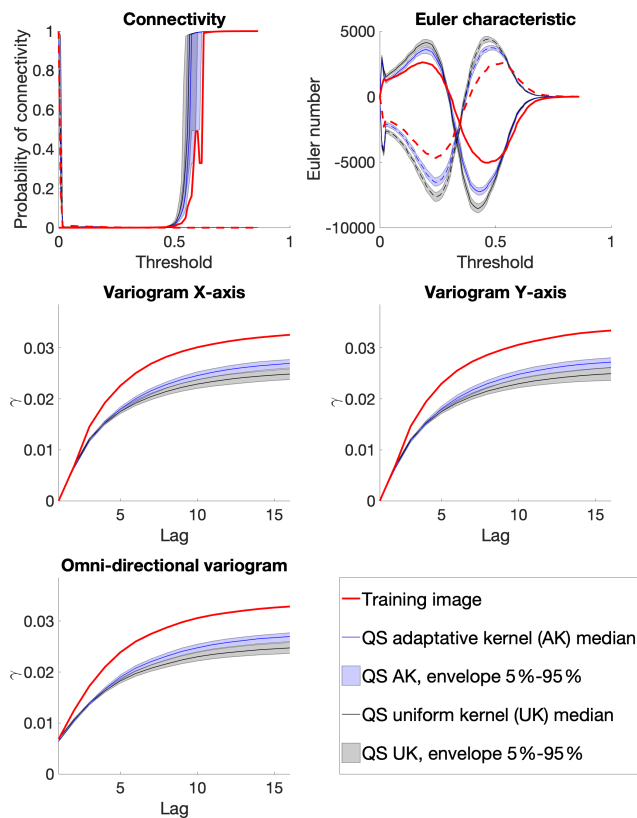 Connectivity
Probability of connectivity
1
0.8
0.6
0.4
0.2
0
0
0.5
1
Threshold
Euler characteristic
Euler number
5000
0
-5000
-10000
0
0.5
1
Threshold
Variogram X-axis
γ
0.03
0.02
0.01
0
5
10
15
Lag
Variogram Y-axis
γ
0.03
0.02
0.01
0
5
10
15
Lag
Omni-directional variogram
γ
0.03
0.02
0.01
0
5
10
15
Lag
Training image
QS adaptative kernel (AK) median
QS AK, envelope 5%-95%
QS uniform kernel (UK) median
QS UK, envelope 5%-95%